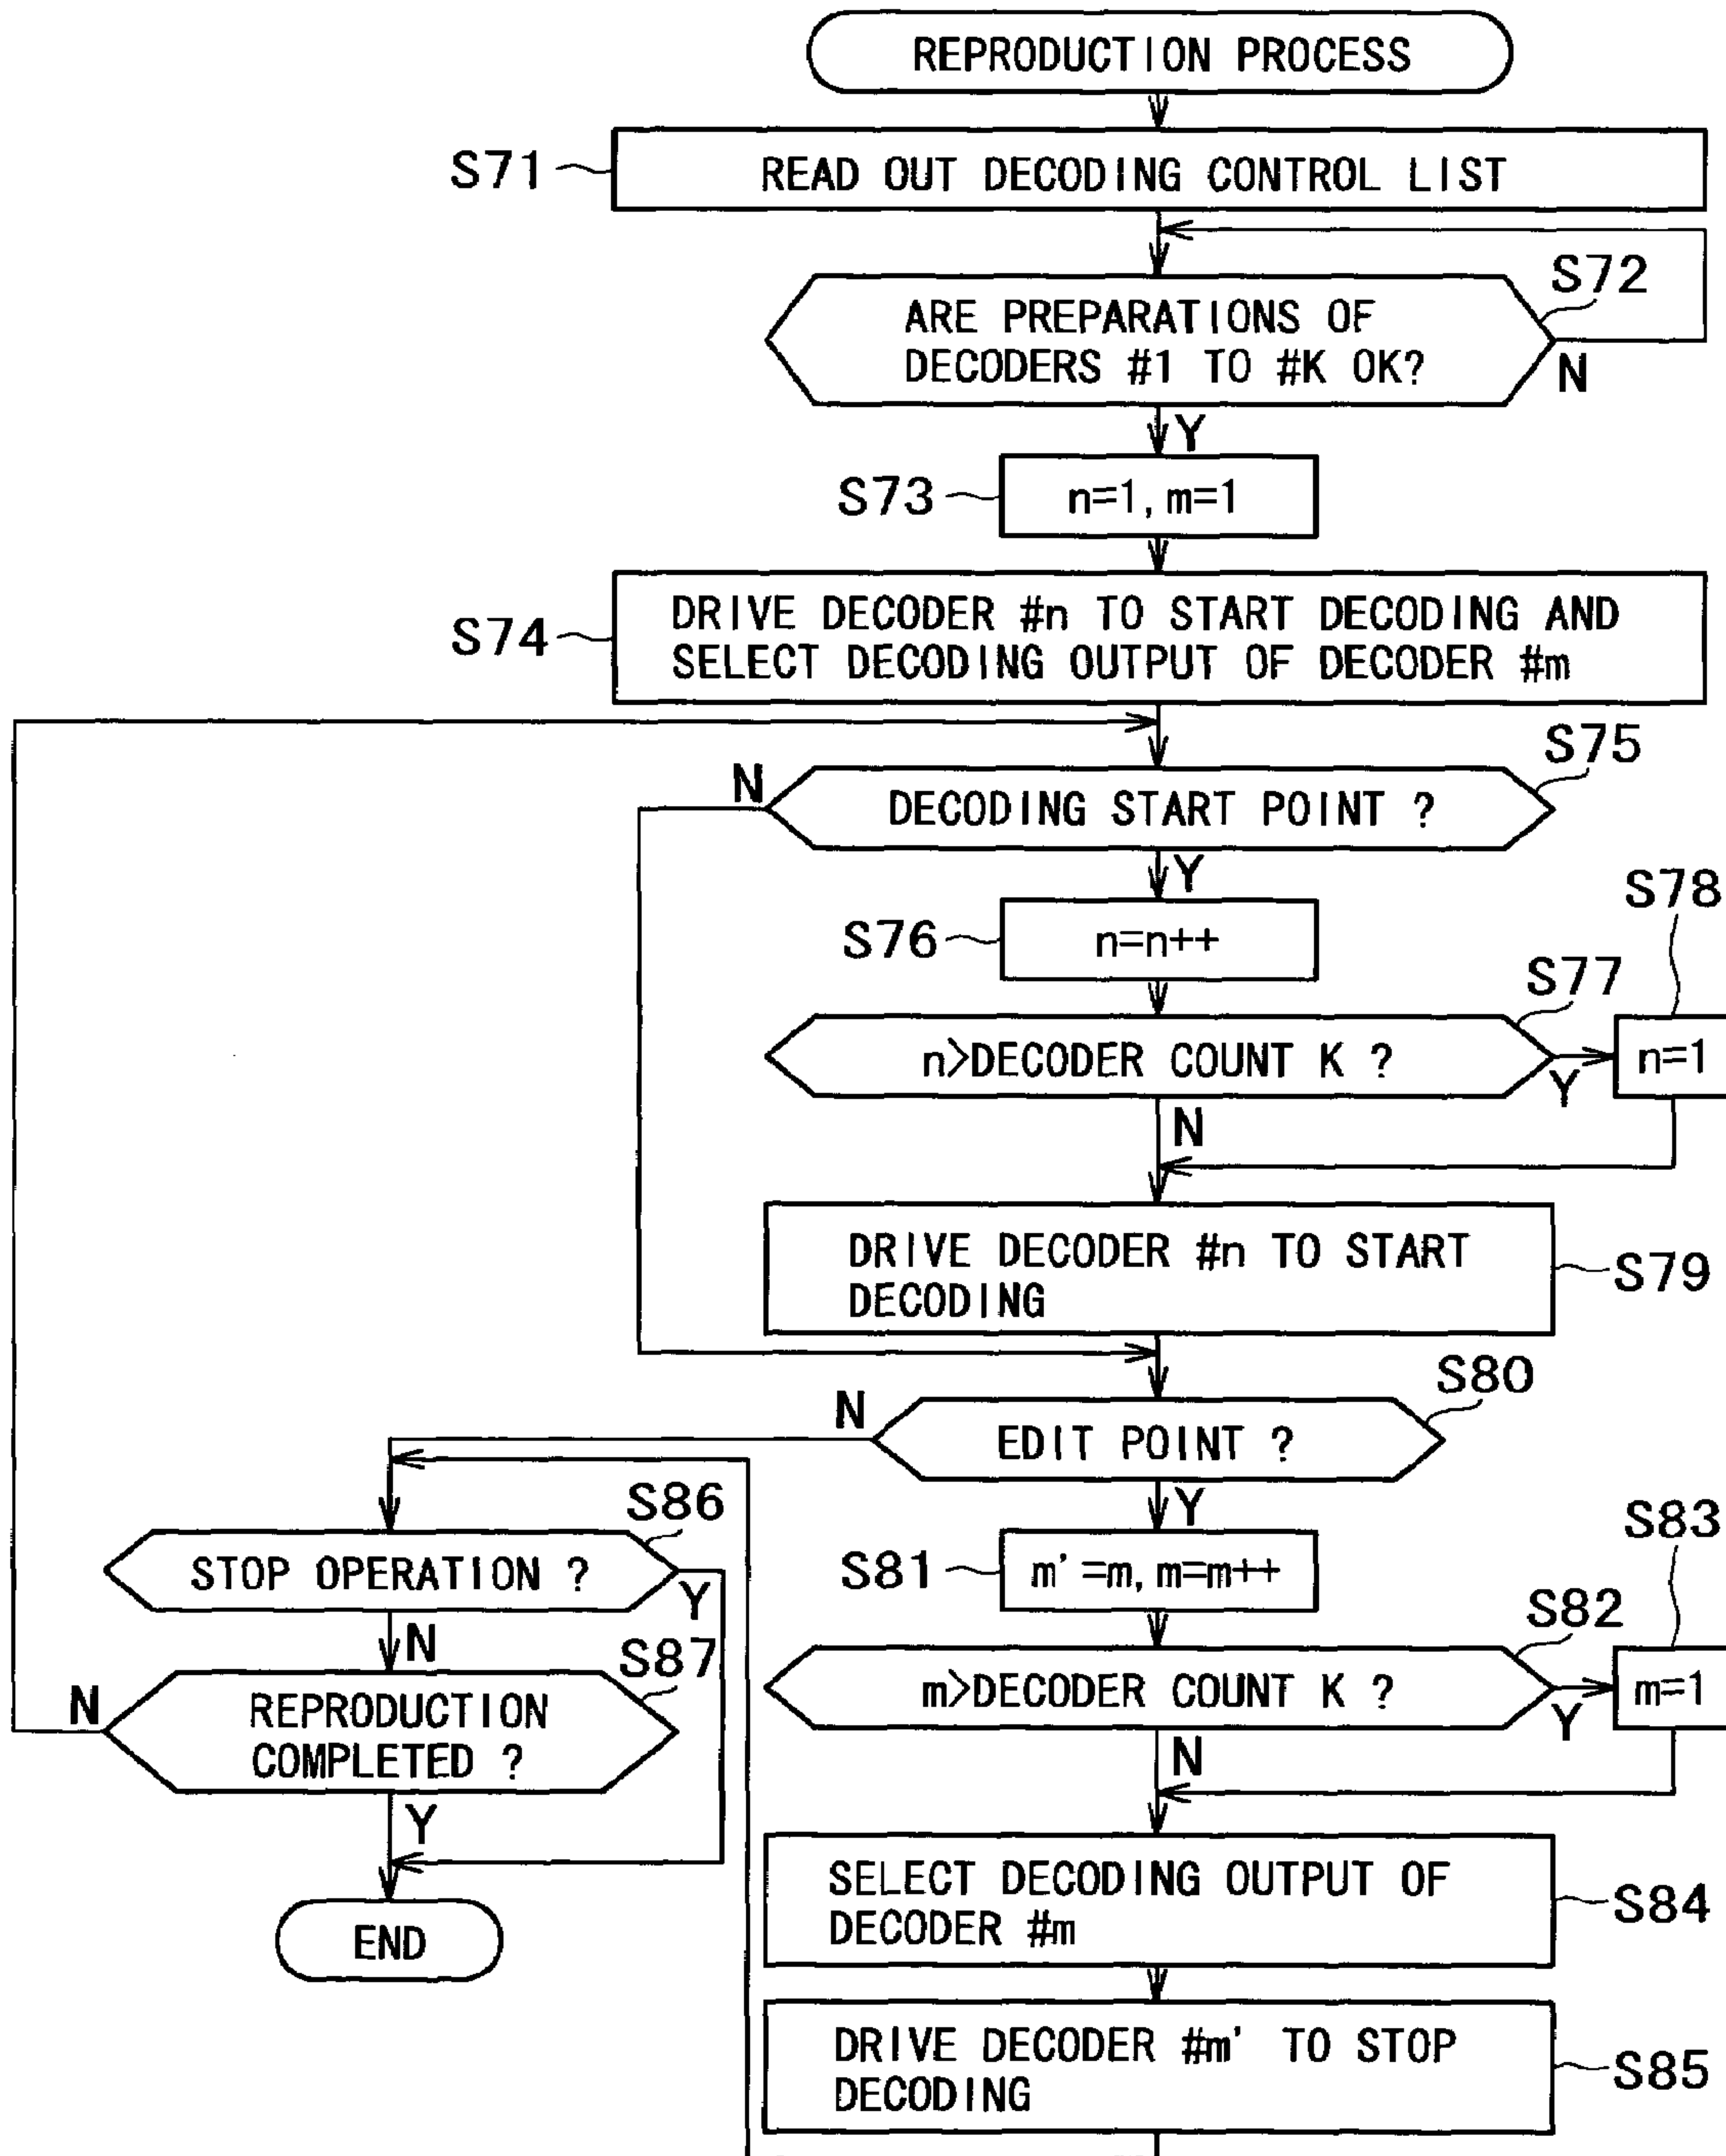 REPRODUCTION PROCESS
S71
READ OUT DECODING CONTROL LIST
S72
ARE PREPARATIONS OF
DECODERS #1 TO #K OK?
N
Y
S73
n=1, m=1
S74
DRIVE DECODER #n TO START DECODING AND
SELECT DECODING OUTPUT OF DECODER #m
S75
N
DECODING START POINT ?
Y
S76
n=n++
S78
S77
n>DECODER COUNT K ?
Y
n=1
N
DRIVE DECODER #n TO START
DECODING
S79
S80
N
EDIT POINT ?
Y
S86
STOP OPERATION ?
Y
N
S81
m'=m, m=m++
S83
S82
m>DECODER COUNT K ?
Y
m=1
N
S87
N
REPRODUCTION
COMPLETED ?
Y
END
SELECT DECODING OUTPUT OF
DECODER #m
S84
DRIVE DECODER #m' TO STOP
DECODING
S85